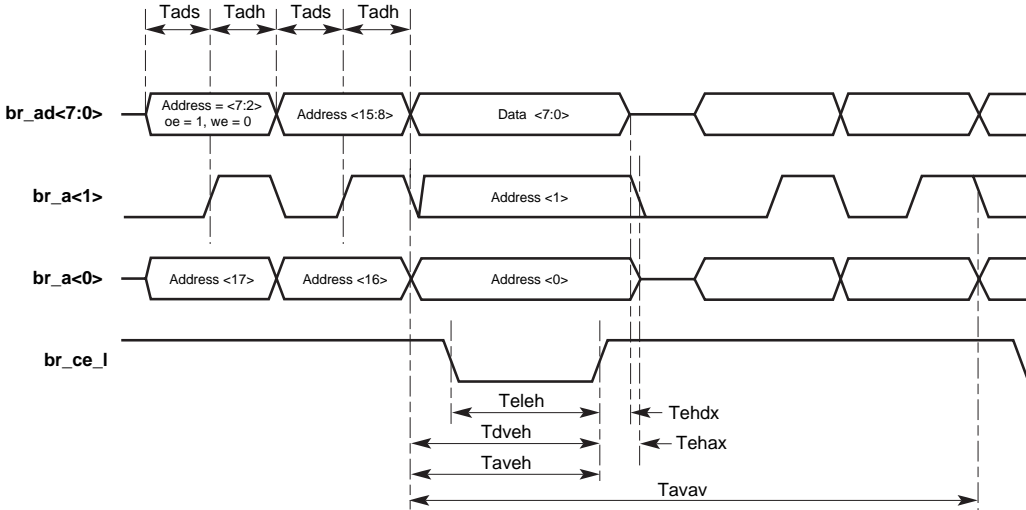 Tads Tadh Tads Tadh
br_ad<7:0>
Address = <7:2>
oe = 1, we = 0
Address <15:8>
Data <7:0>
br_a<1>
Address <1>
br_a<0>
Address <17>
Address <16>
Address <0>
br_ce_l
Teleh
Tehdx
Tdveh
Tehax
Taveh
Tavav